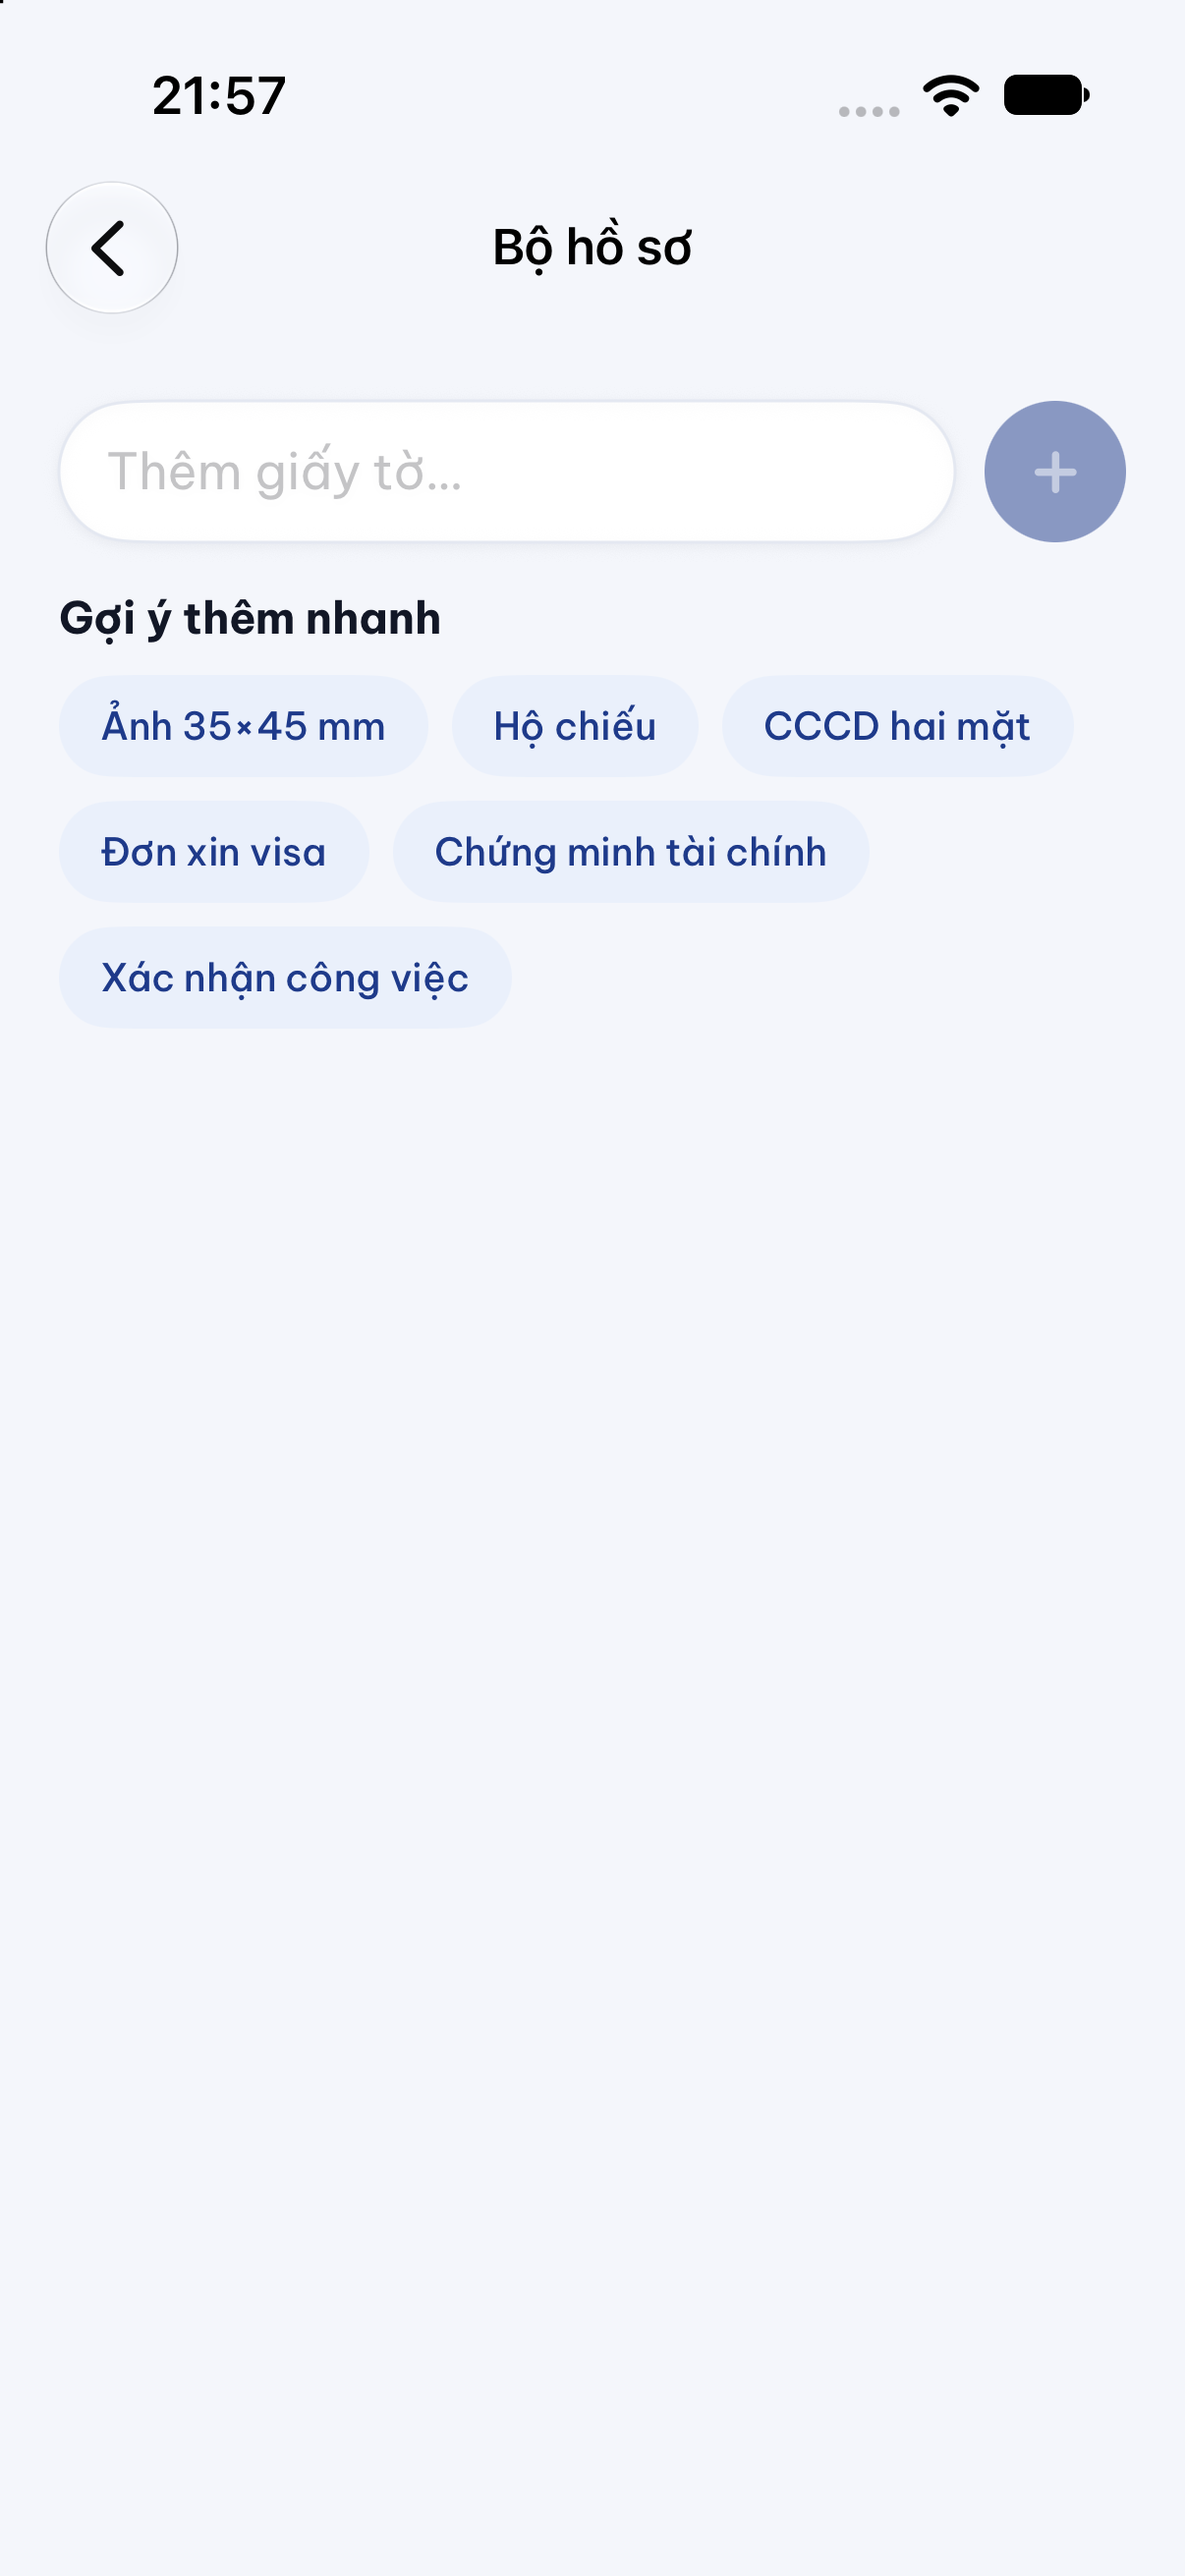 21:57
Bộ hồ sơ
Thêm giấy tờ...
Gợi ý thêm nhanh
Ảnh 35×45 mm Hộ chiếu CCCD hai mặt
Đơn xin visa Chứng minh tài chính
Xác nhận công việc